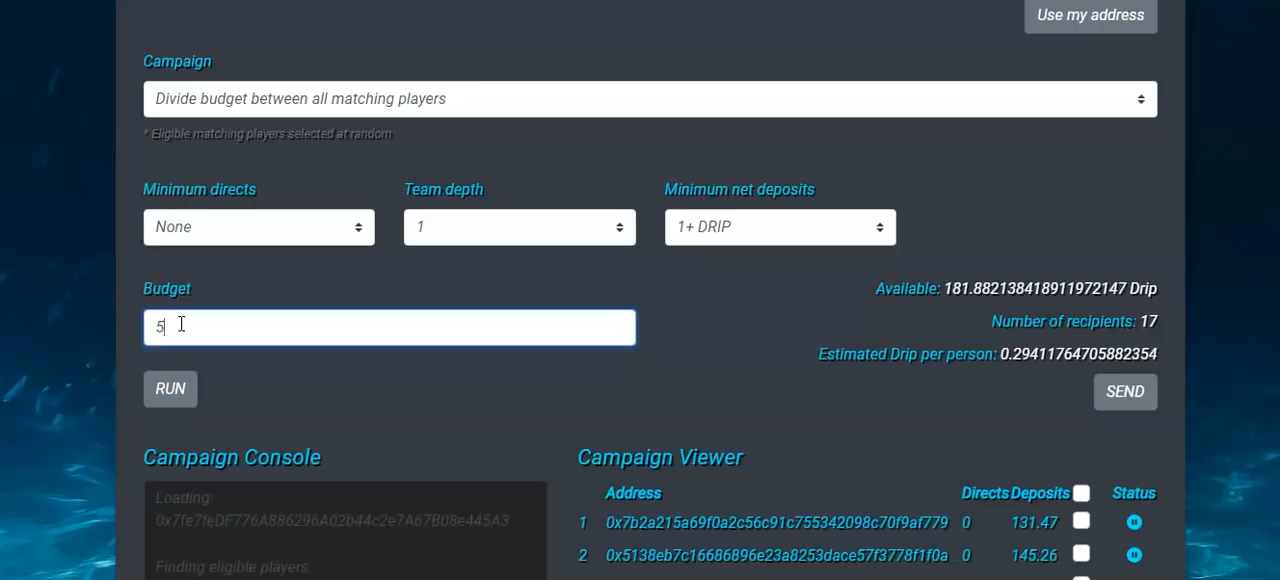 Use my address
Campaign
Divide budget between all matching players
* Eligible matching players selected at random
Minimum directs Team depth Minimum net deposits
None 1 1+ DRIP
Budget
Available: 181.882138418911972147 Drip
5
Number of recipients: 17
Estimated Drip per person: 0.29411764705882354
RUN SEND
Campaign Console Campaign Viewer
Address Directs Deposits Status
Loading:
0x7fe7feDF776A886296A02b44c2e7A67B08e445A3
1 0x7b2a215a69f0a2c56c91c755342098c70f9af779 0 131.47
2 0x5138eb7c16686896e23a8253dace57f3778f1f0a 0 145.26
Finding eligible players.